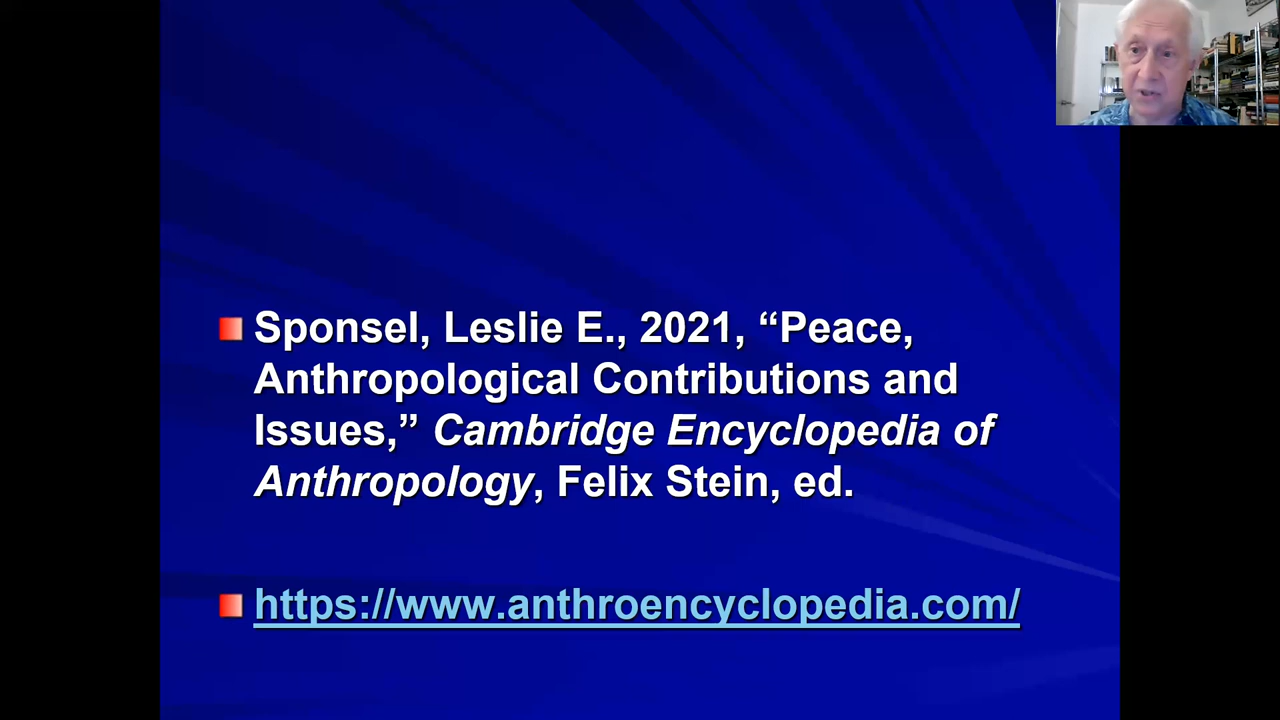 Sponsel, Leslie E., 2021, “Peace,
Anthropological Contributions and
Issues,” Cambridge Encyclopedia of
Anthropology, Felix Stein, ed.
https://www.anthroencyclopedia.com/